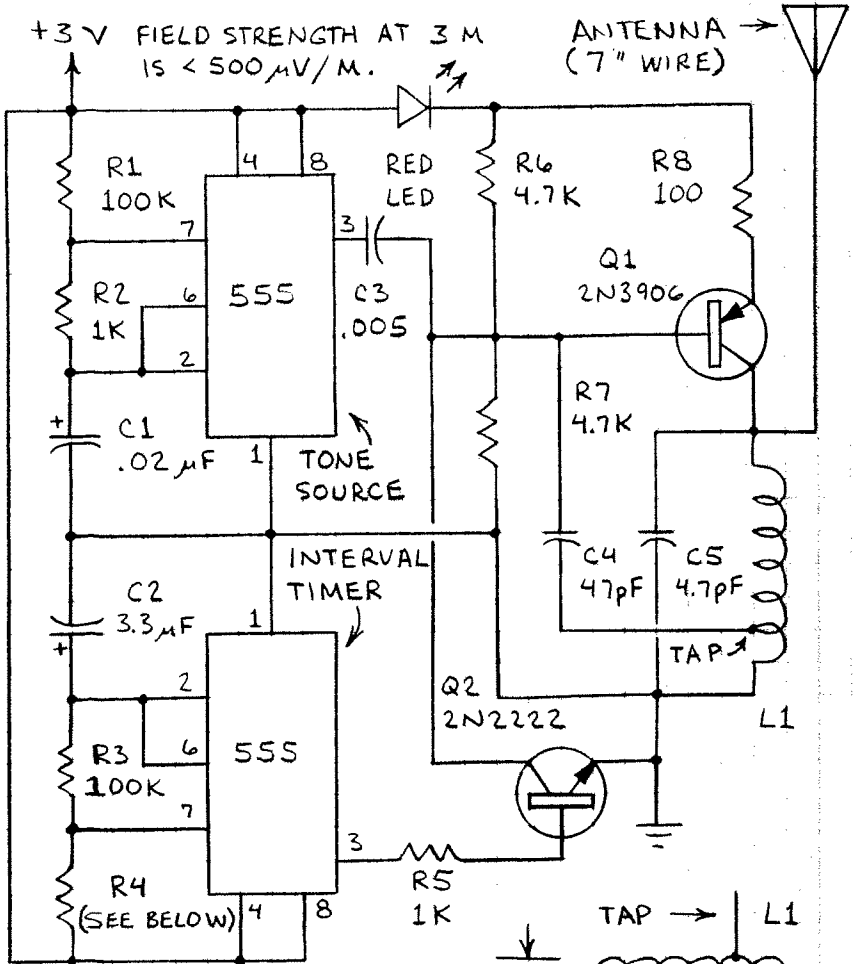 +3 V FIELD STRENGTH AT 3 M
IS < 500 µV/M.
ANTENNA →
(7" WIRE)
R1
100K
4
8
RED
LED
R6
4.7K
R8
100
7
3
R2
1K
6
555
C3
.005
Q1
2N3906
2
R7
4.7K
+
C1
.02 µF
1
TONE
SOURCE
INTERVAL
TIMER
C4
47pF
C5
4.7pF
C2
3.3 µF
+
1
TAP
2
Q2
2N2222
L1
R3
100K
6
555
7
3
R4
(SEE BELOW)
4
8
R5
1K
TAP →
L1